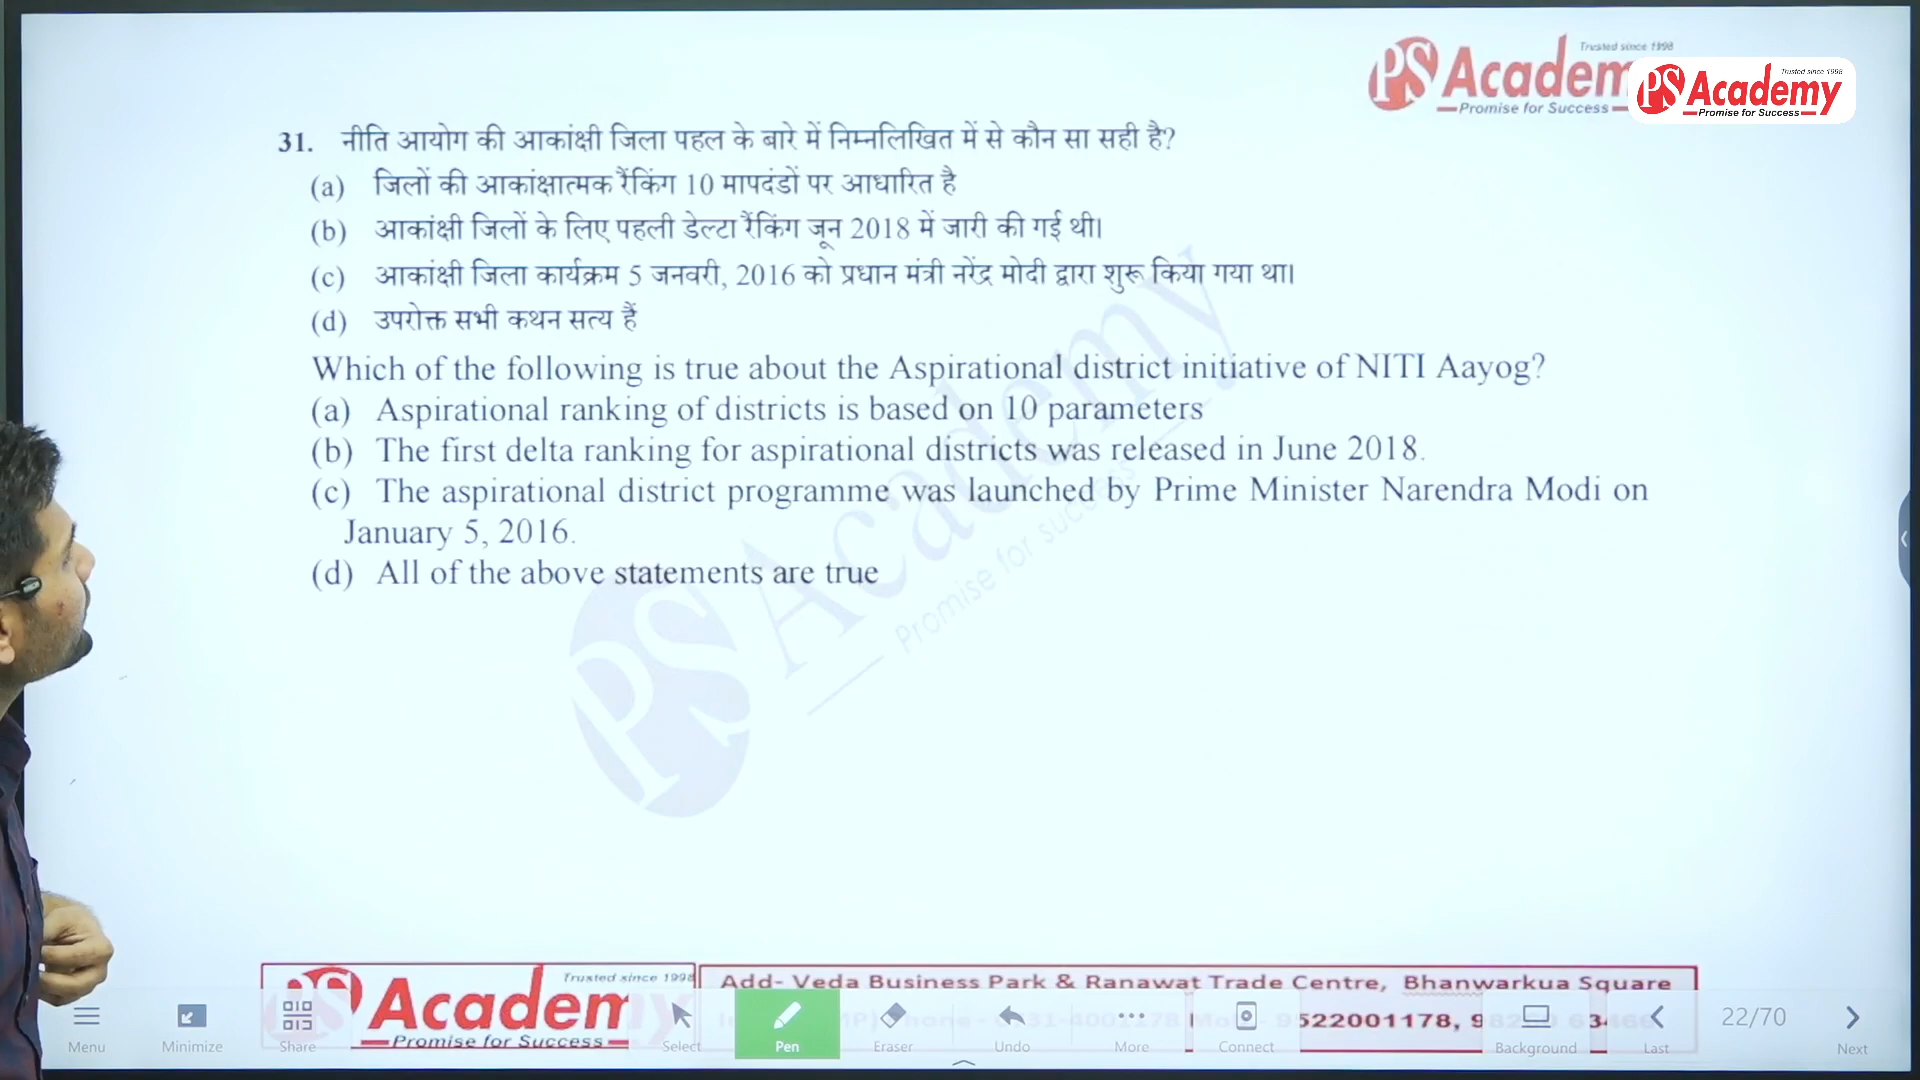 Trusted since 1998
PS Academ
Promise for Success
Trusted since 1998
PS Academy
Promise for Success
31. नीति आयोग की आकांक्षी जिला पहल के बारे में निम्नलिखित में से कौन सा सही है?
(a) जिलों की आकांक्षात्मक रैंकिंग 10 मापदंडों पर आधारित है
(b) आकांक्षी जिलों के लिए पहली डेल्टा रैंकिंग जून 2018 में जारी की गई थी।
(c) आकांक्षी जिला कार्यक्रम 5 जनवरी, 2016 को प्रधान मंत्री नरेंद्र मोदी द्वारा शुरू किया गया था।
(d) उपरोक्त सभी कथन सत्य हैं
Which of the following is true about the Aspirational district initiative of NITI Aayog?
(a) Aspirational ranking of districts is based on 10 parameters
(b) The first delta ranking for aspirational districts was released in June 2018.
(c) The aspirational district programme was launched by Prime Minister Narendra Modi on
January 5, 2016.
(d) All of the above statements are true
PS Academy
Promise for success
Trusted since 1998
Academy
Promise for Success
Add- Veda Business Park & Ranawat Trade Centre, Bhanwarkua Square
522001178, 9
22/70
Menu Minimize Share Select Pen Eraser Undo More Connect Background Last Next